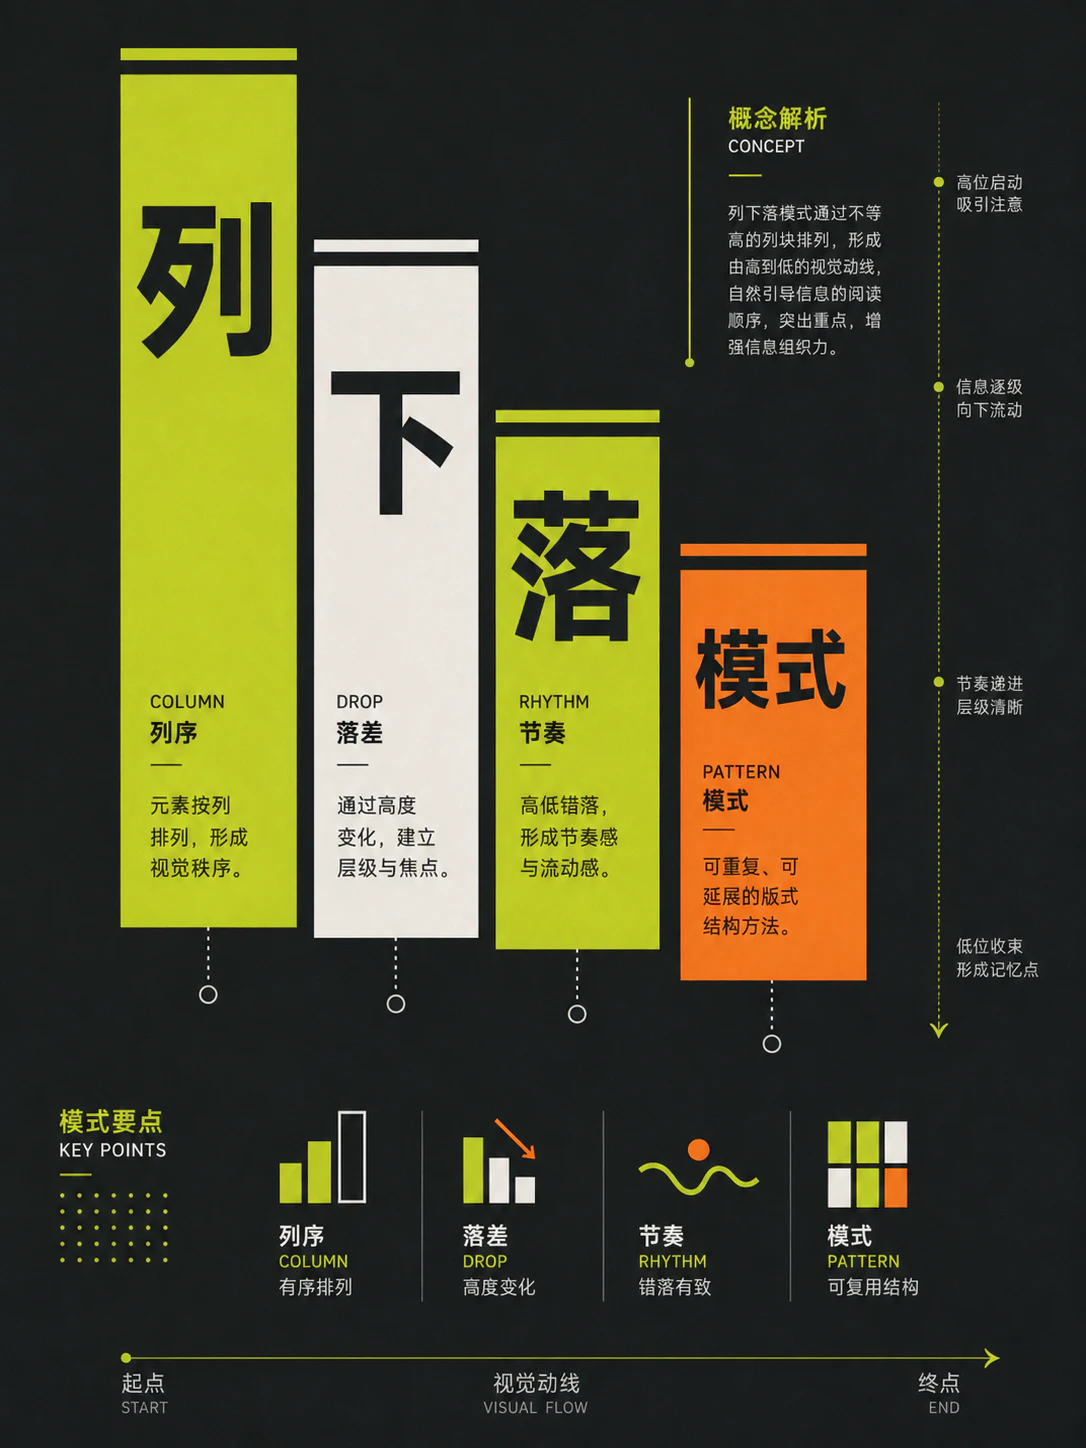 列
COLUMN
列序
元素按列
排列，形成
视觉秩序。
下
DROP
落差
通过高度
变化，建立
层级与焦点。
落
RHYTHM
节奏
高低错落，
形成节奏感
与流动感。
模式
PATTERN
模式
可重复、可
延展的版式
结构方法。
概念解析
CONCEPT
列下落模式通过不等
高的列块排列，形成
由高到低的视觉动线，
自然引导信息的阅读
顺序，突出重点，增
强信息组织力。
高位启动
吸引注意
信息逐级
向下流动
节奏递进
层级清晰
低位收束
形成记忆点
模式要点
KEY POINTS
列序
COLUMN
有序排列
落差
DROP
高度变化
节奏
RHYTHM
错落有致
模式
PATTERN
可复用结构
起点
START
视觉动线
VISUAL FLOW
终点
END